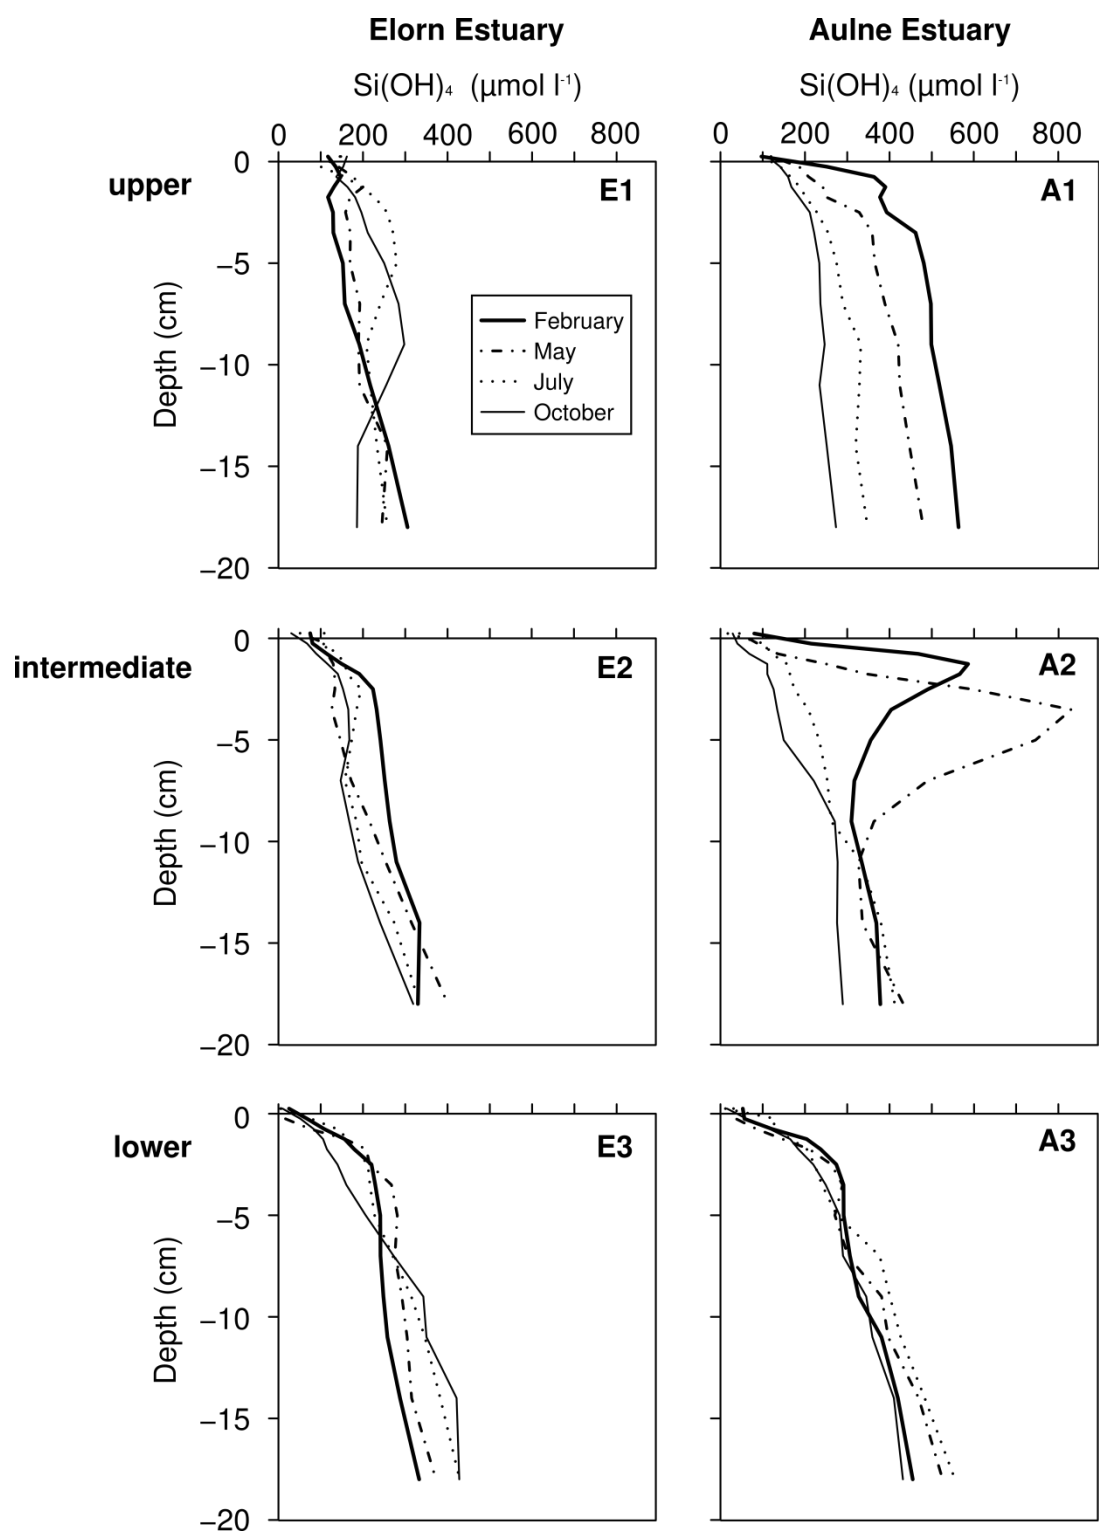 Elorn Estuary Aulne Estuary
Si(OH)₄ (µmol l⁻¹) Si(OH)₄ (µmol l⁻¹)
0 200 400 600 800 0 200 400 600 800
0
upper E1 A1
−5
Depth (cm)
February
May
−10
July
October
−15
−20
0
intermediate E2 A2
−5
Depth (cm)
−10
−15
−20
0
lower E3 A3
−5
Depth (cm)
−10
−15
−20